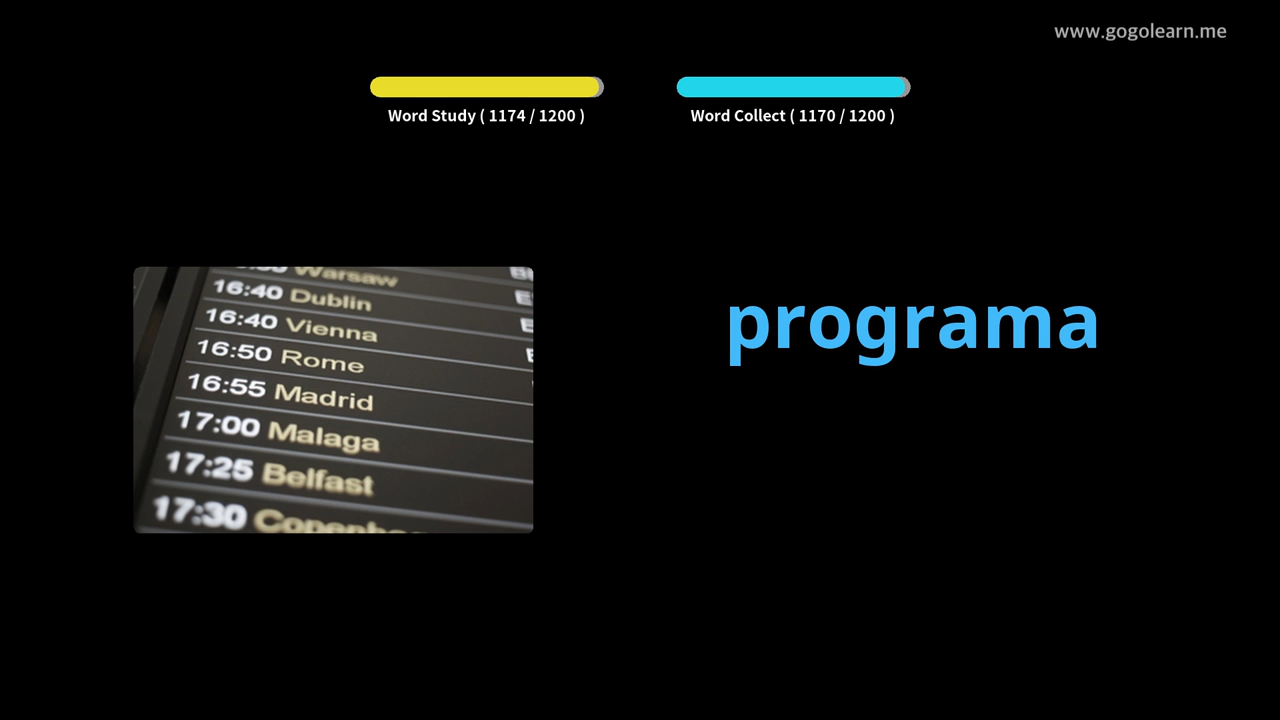 www.gogolearn.me
Word Study ( 1174 / 1200 )
Word Collect ( 1170 / 1200 )
programa
Warsaw
16:40 Dublin
16:40 Vienna
16:50 Rome
16:55 Madrid
17:00 Malaga
17:25 Belfast
17:30